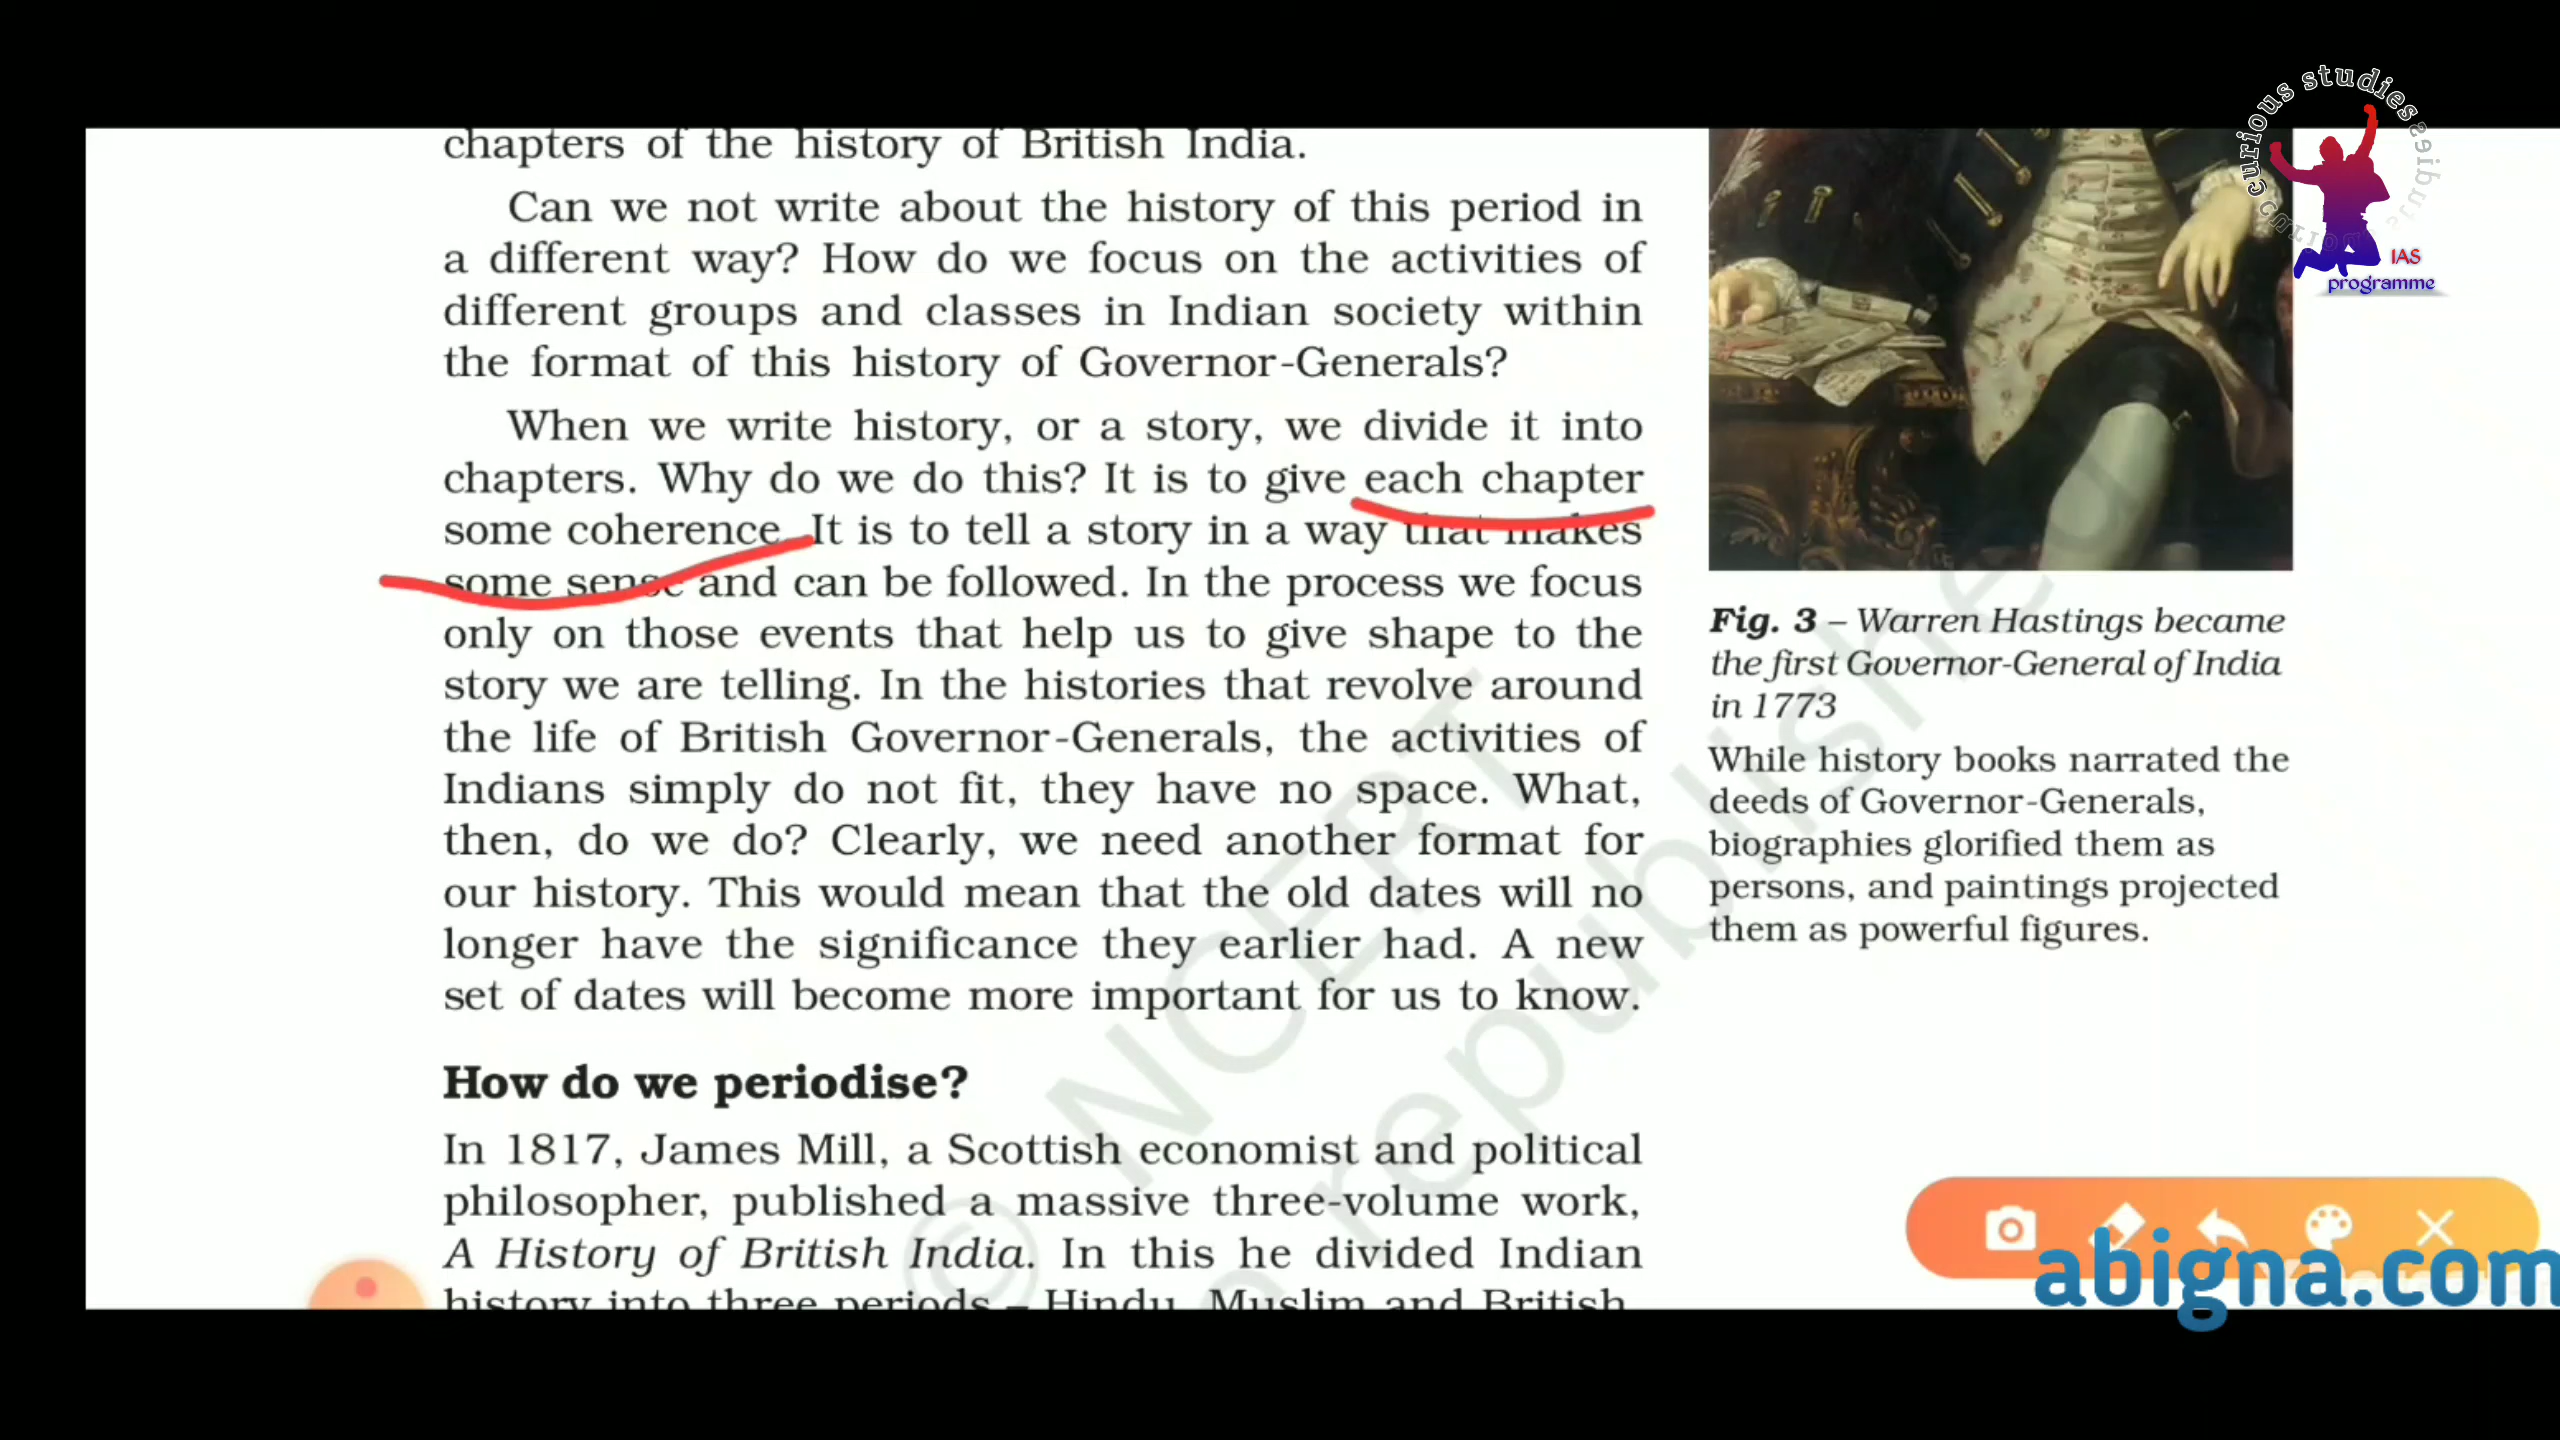 chapters of the history of British India.
Can we not write about the history of this period in
a different way? How do we focus on the activities of
different groups and classes in Indian society within
the format of this history of Governor-Generals?
When we write history, or a story, we divide it into
chapters. Why do we do this? It is to give each chapter
some coherence. It is to tell a story in a way that makes
some sense and can be followed. In the process we focus
only on those events that help us to give shape to the
story we are telling. In the histories that revolve around
the life of British Governor-Generals, the activities of
Indians simply do not fit, they have no space. What,
then, do we do? Clearly, we need another format for
our history. This would mean that the old dates will no
longer have the significance they earlier had. A new
set of dates will become more important for us to know.
How do we periodise?
In 1817, James Mill, a Scottish economist and political
philosopher, published a massive three-volume work,
A History of British India. In this he divided Indian
history into three periods – Hindu, Muslim and British.
Fig. 3 – Warren Hastings became
the first Governor-General of India
in 1773
While history books narrated the
deeds of Governor-Generals,
biographies glorified them as
persons, and paintings projected
them as powerful figures.
© NCERT
republished
curious studies
IAS
programme
abigna.com